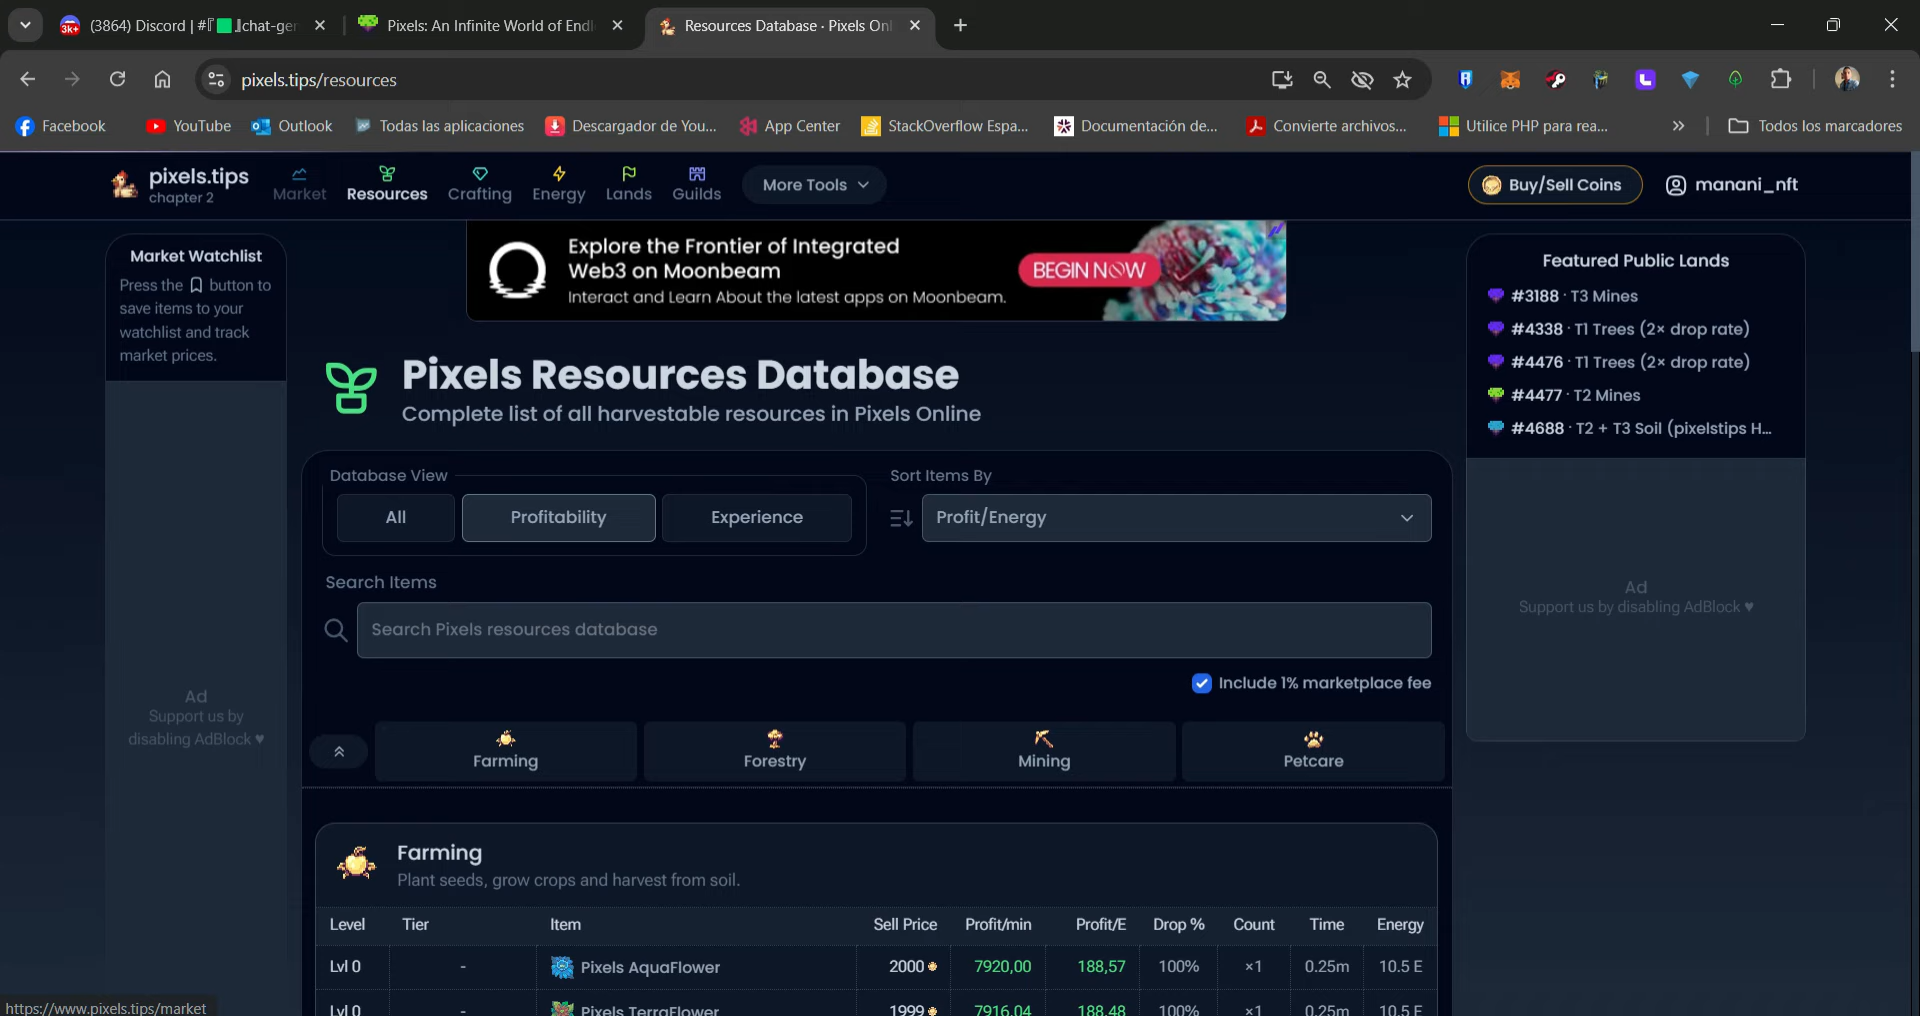 (3864) Discord | #『🟩』chat-gen
Pixels: An Infinite World of Endl
Resources Database · Pixels Onl
pixels.tips/resources
Facebook
YouTube
Outlook
Todas las aplicaciones
Descargador de You...
App Center
StackOverflow Espa...
Documentación de...
Convierte archivos...
Utilice PHP para rea...
»
Todos los marcadores
pixels.tips
chapter 2
Market
Resources
Crafting
Energy
Lands
Guilds
More Tools
Buy/Sell Coins
manani_nft
Market Watchlist
Press the button to
save items to your
watchlist and track
market prices.
Explore the Frontier of Integrated
Web3 on Moonbeam
Interact and Learn About the latest apps on Moonbeam.
BEGIN NOW
Featured Public Lands
#3188 · T3 Mines
#4338 · T1 Trees (2× drop rate)
#4476 · T1 Trees (2× drop rate)
#4477 · T2 Mines
#4688 · T2 + T3 Soil (pixelstips H...
Pixels Resources Database
Complete list of all harvestable resources in Pixels Online
Database View
All
Profitability
Experience
Sort Items By
Profit/Energy
Search Items
Search Pixels resources database
Include 1% marketplace fee
Ad
Support us by disabling AdBlock ♥
Ad
Support us by
disabling AdBlock ♥
Farming
Forestry
Mining
Petcare
Farming
Plant seeds, grow crops and harvest from soil.
Level Tier Item Sell Price Profit/min Profit/E Drop % Count Time Energy
Lvl 0 - Pixels AquaFlower 2000 7920,00 188,57 100% ×1 0.25m 10.5 E
Lvl 0 - Pixels TerraFlower 1999 7916,04 188,48 100% ×1 0.25m 10.5 E
https://www.pixels.tips/market